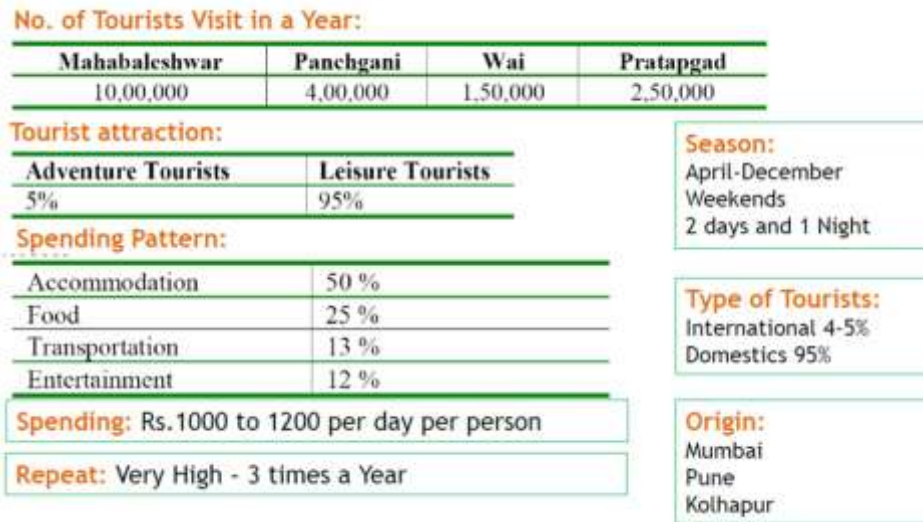 No. of Tourists Visit in a Year:
Mahabaleshwar Panchgani Wai Pratapgad
10,00,000 4,00,000 1,50,000 2,50,000
Tourist attraction:
Adventure Tourists Leisure Tourists
5% 95%
Spending Pattern:
Accommodation 50 %
Food 25 %
Transportation 13 %
Entertainment 12 %
Spending: Rs.1000 to 1200 per day per person
Repeat: Very High - 3 times a Year
Season:
April-December
Weekends
2 days and 1 Night
Type of Tourists:
International 4-5%
Domestics 95%
Origin:
Mumbai
Pune
Kolhapur